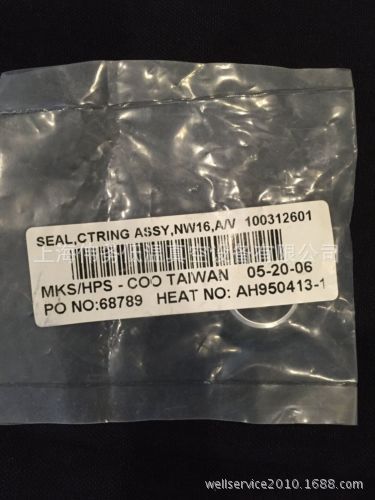 SEAL,CTRING ASSY,NW16,A/V 100312601
MKS/HPS - COO TAIWAN 05-20-06
PO NO:68789 HEAT NO: AH950413-1
wellservice2010.1688.com